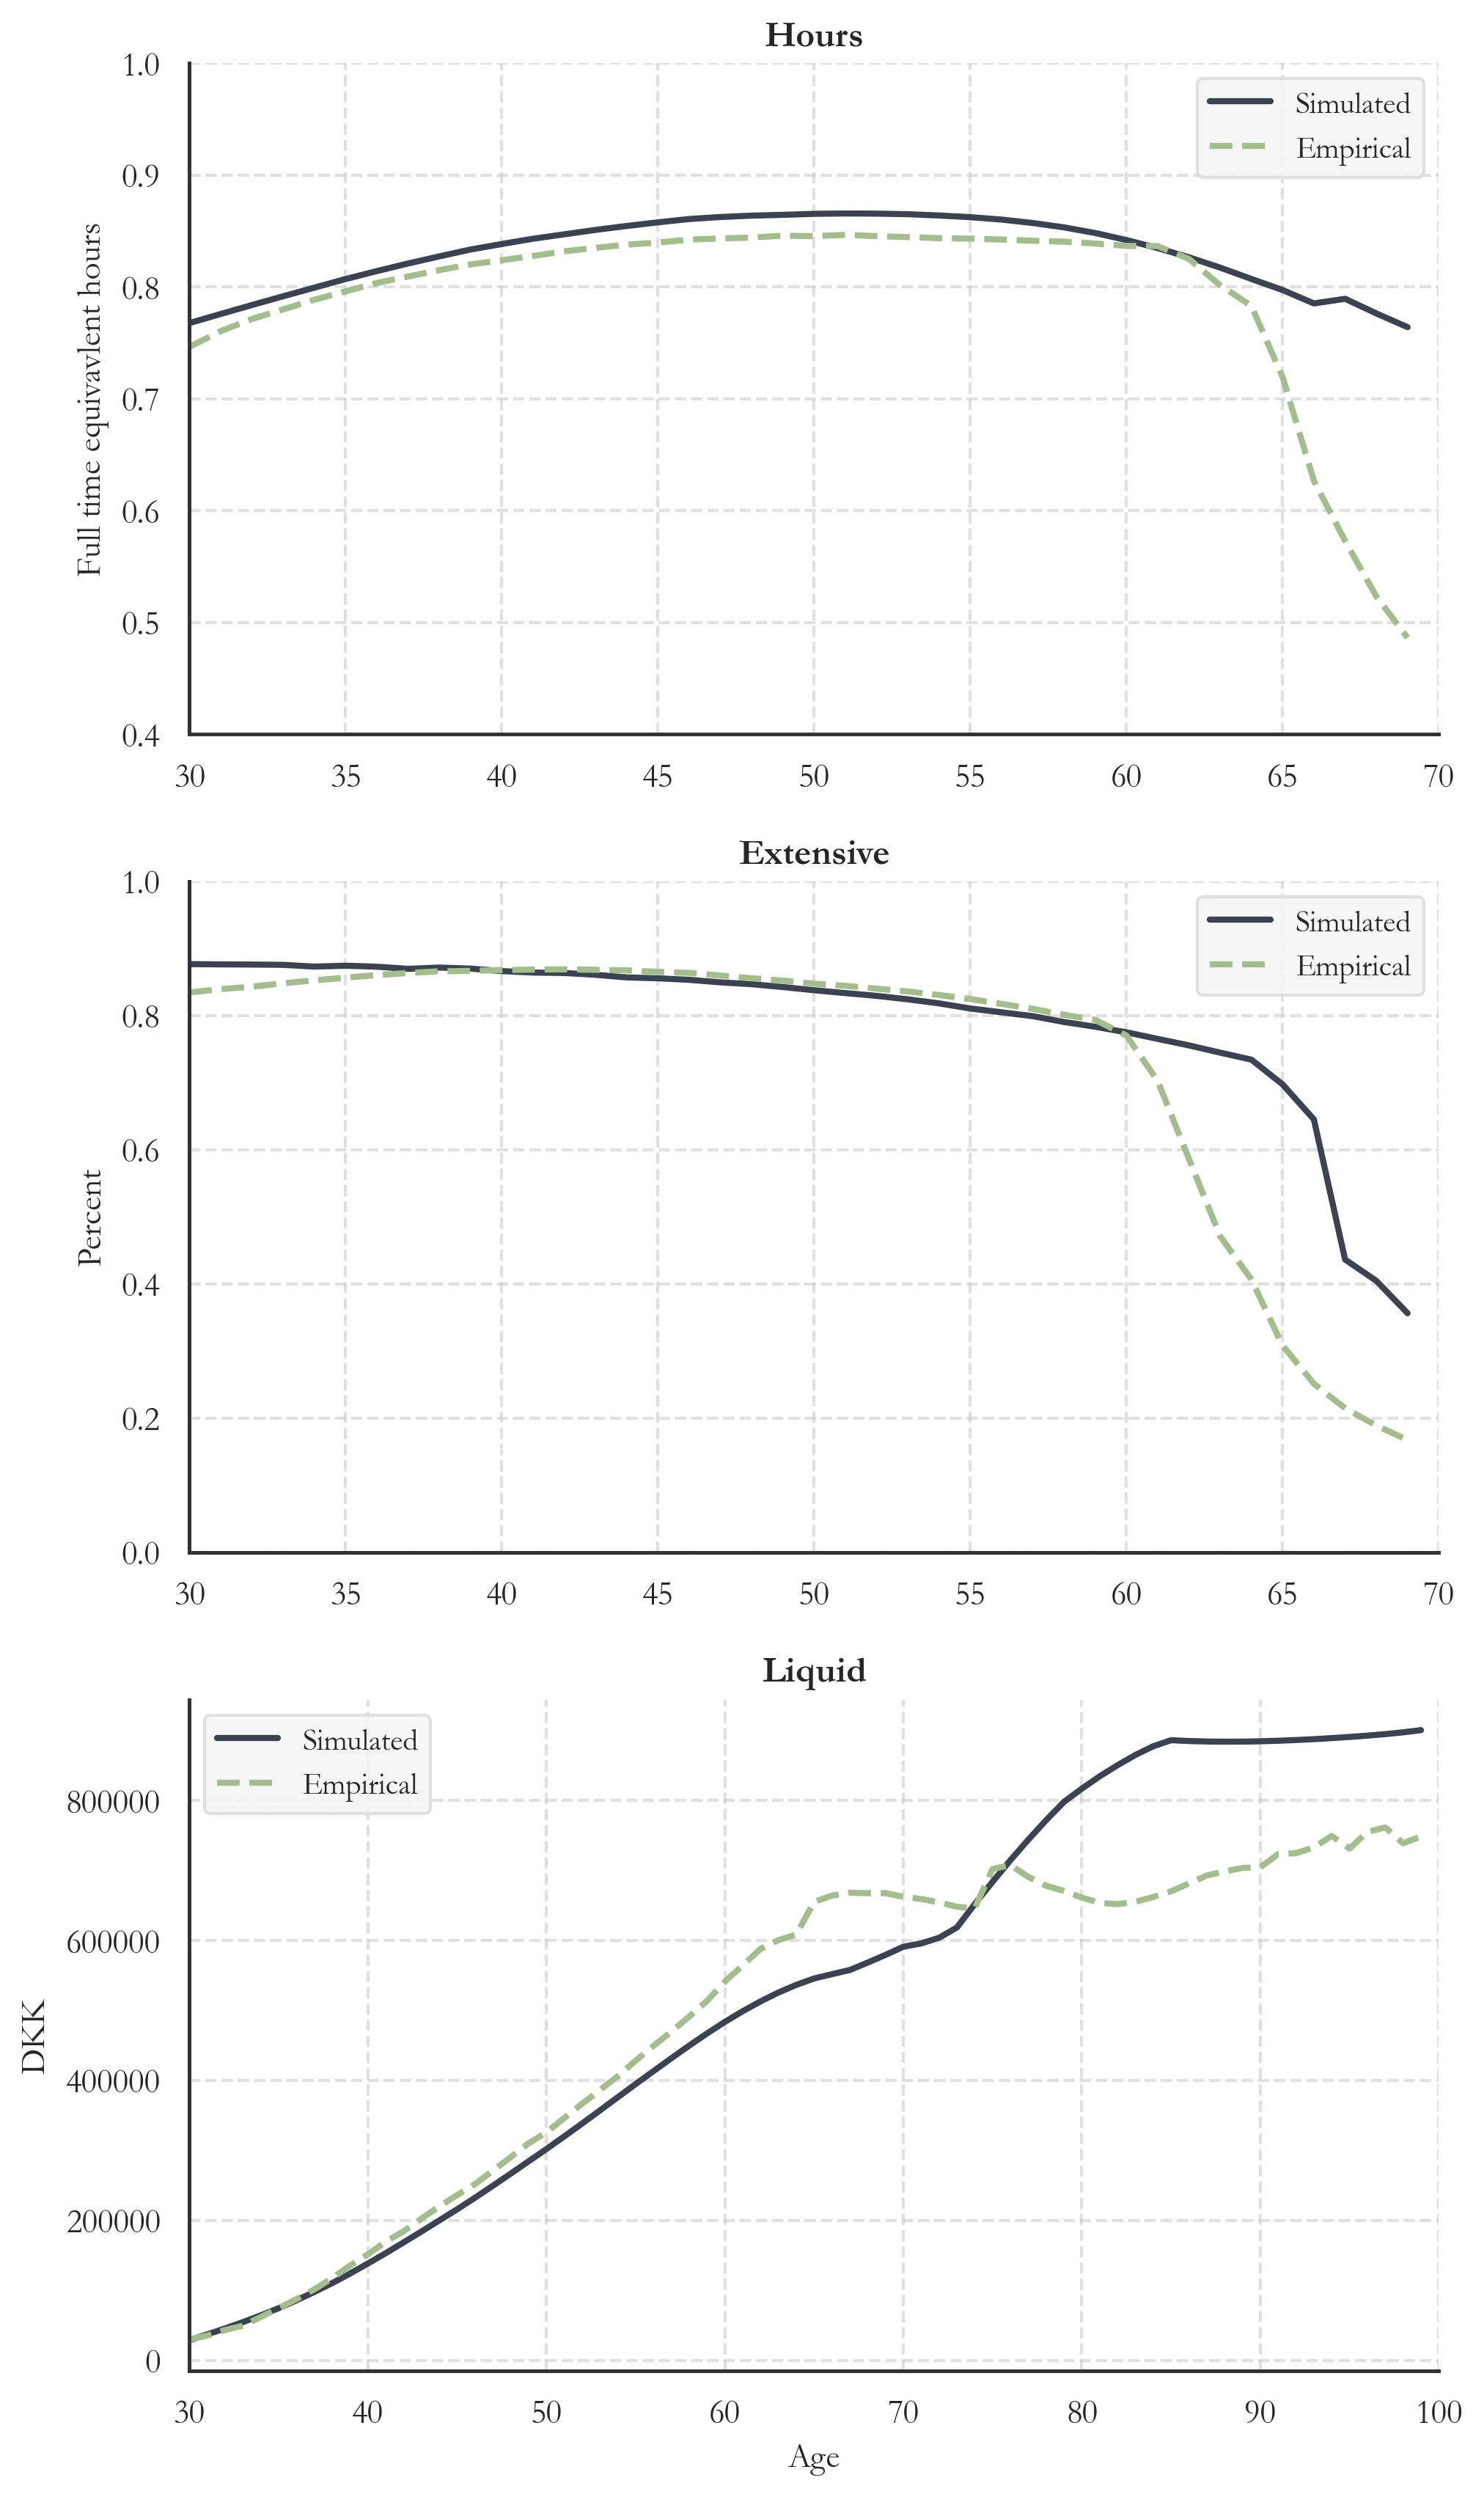 Hours
1.0
0.9
0.8
0.7
0.6
0.5
0.4
Full time equivavlent hours
Simulated
Empirical
30 35 40 45 50 55 60 65 70
Extensive
1.0
0.8
0.6
0.4
0.2
0.0
Percent
Simulated
Empirical
30 35 40 45 50 55 60 65 70
Liquid
800000
600000
400000
200000
0
DKK
Simulated
Empirical
30 40 50 60 70 80 90 100
Age